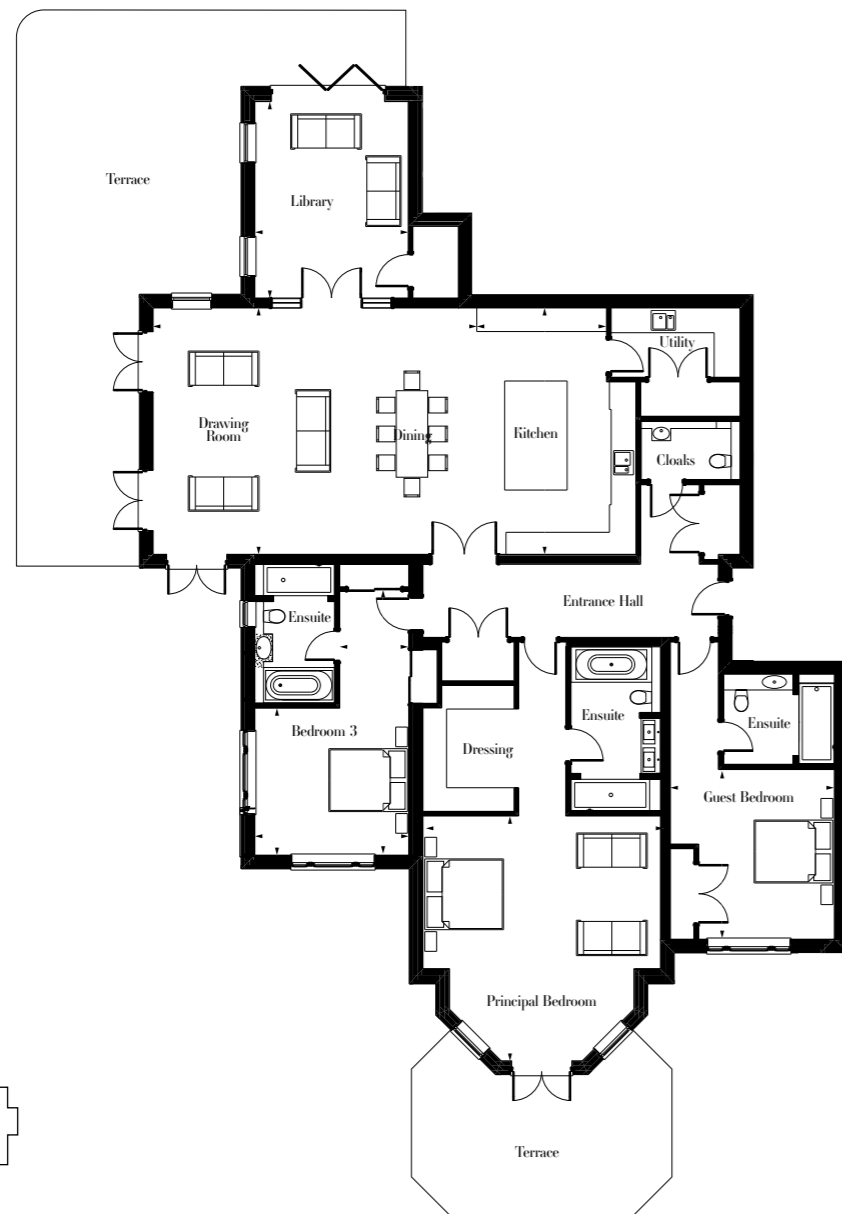 Terrace
Library
Utility
Drawing
Room
Dining
Kitchen
Cloaks
Entrance Hall
Ensuite
Bedroom 3
Dressing
Ensuite
Ensuite
Guest Bedroom
Principal Bedroom
Terrace